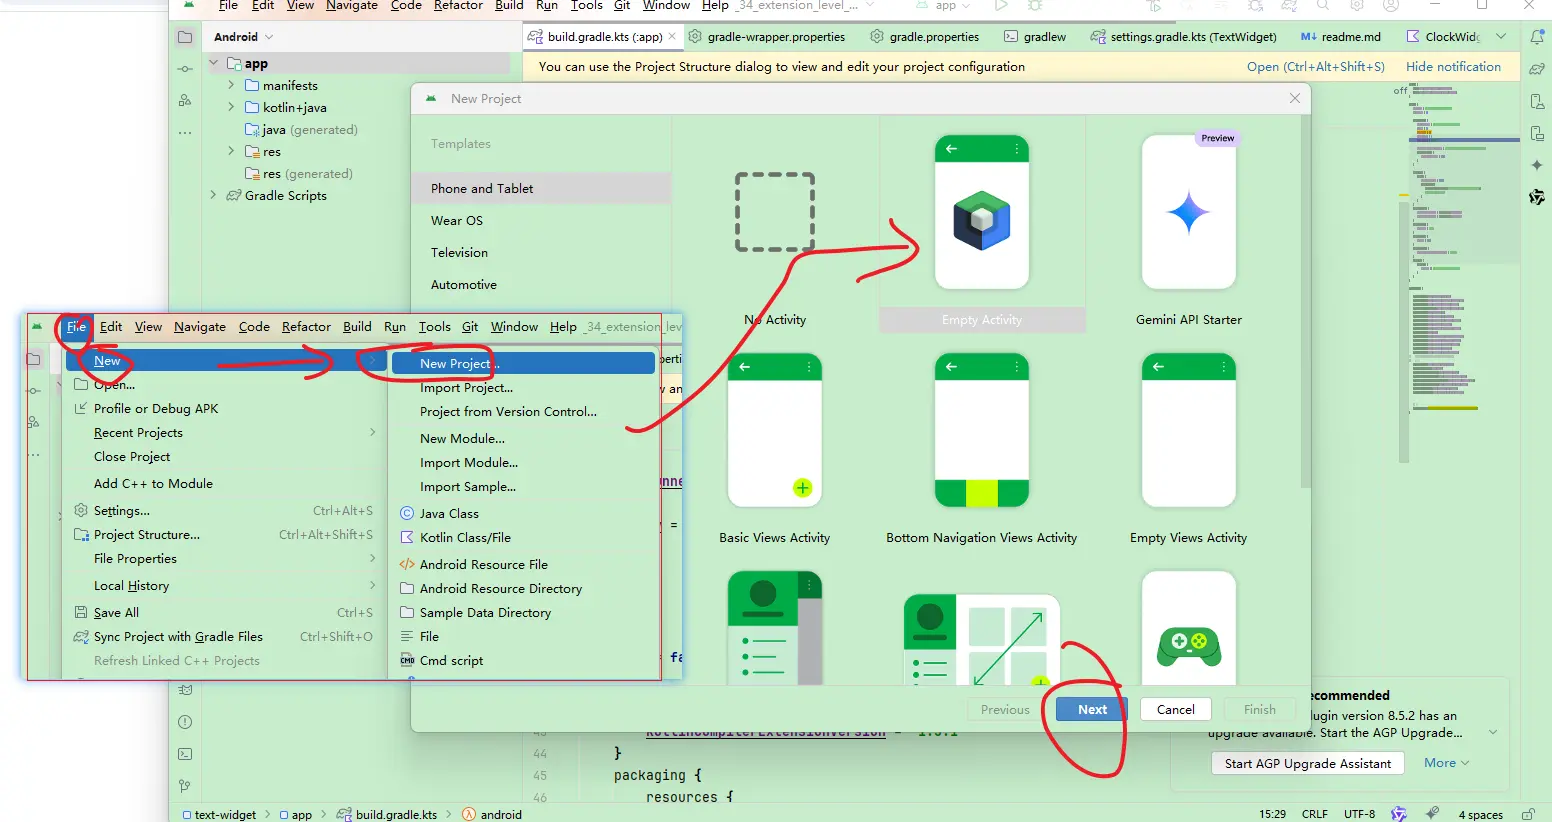 File Edit View Navigate Code Refactor Build Run Tools Git Window Help _34_extension_level_... app
Android
build.gradle.kts (:app) gradle-wrapper.properties gradle.properties gradlew settings.gradle.kts (TextWidget) M↓ readme.md
You can use the Project Structure dialog to view and edit your project configuration Open (Ctrl+Alt+Shift+S) Hide notification
off
app
manifests
kotlin+java
java (generated)
res
res (generated)
Gradle Scripts
New Project
Templates
Phone and Tablet
Wear OS
Television
Automotive
Preview
No Activity
Empty Activity
Gemini API Starter
Basic Views Activity
Bottom Navigation Views Activity
Empty Views Activity
Previous Next Cancel Finish
File Edit View Navigate Code Refactor Build Run Tools Git Window Help _34_extension_lev
New
Open...
Profile or Debug APK
Recent Projects
Close Project
Add C++ to Module
Settings... Ctrl+Alt+S
Project Structure... Ctrl+Alt+Shift+S
File Properties
Local History
Save All Ctrl+S
Sync Project with Gradle Files Ctrl+Shift+O
Refresh Linked C++ Projects
New Project...
Import Project...
Project from Version Control...
New Module...
Import Module...
Import Sample...
Java Class
Kotlin Class/File
Android Resource File
Android Resource Directory
Sample Data Directory
File
CMD Cmd script
ecommended
lugin version 8.5.2 has an
upgrade available. Start the AGP Upgrade...
Start AGP Upgrade Assistant More
kotlinCompilerExtensionVersion =
44 }
45 packaging {
46 resources {
text-widget app build.gradle.kts android
15:29 CRLF UTF-8 4 spaces